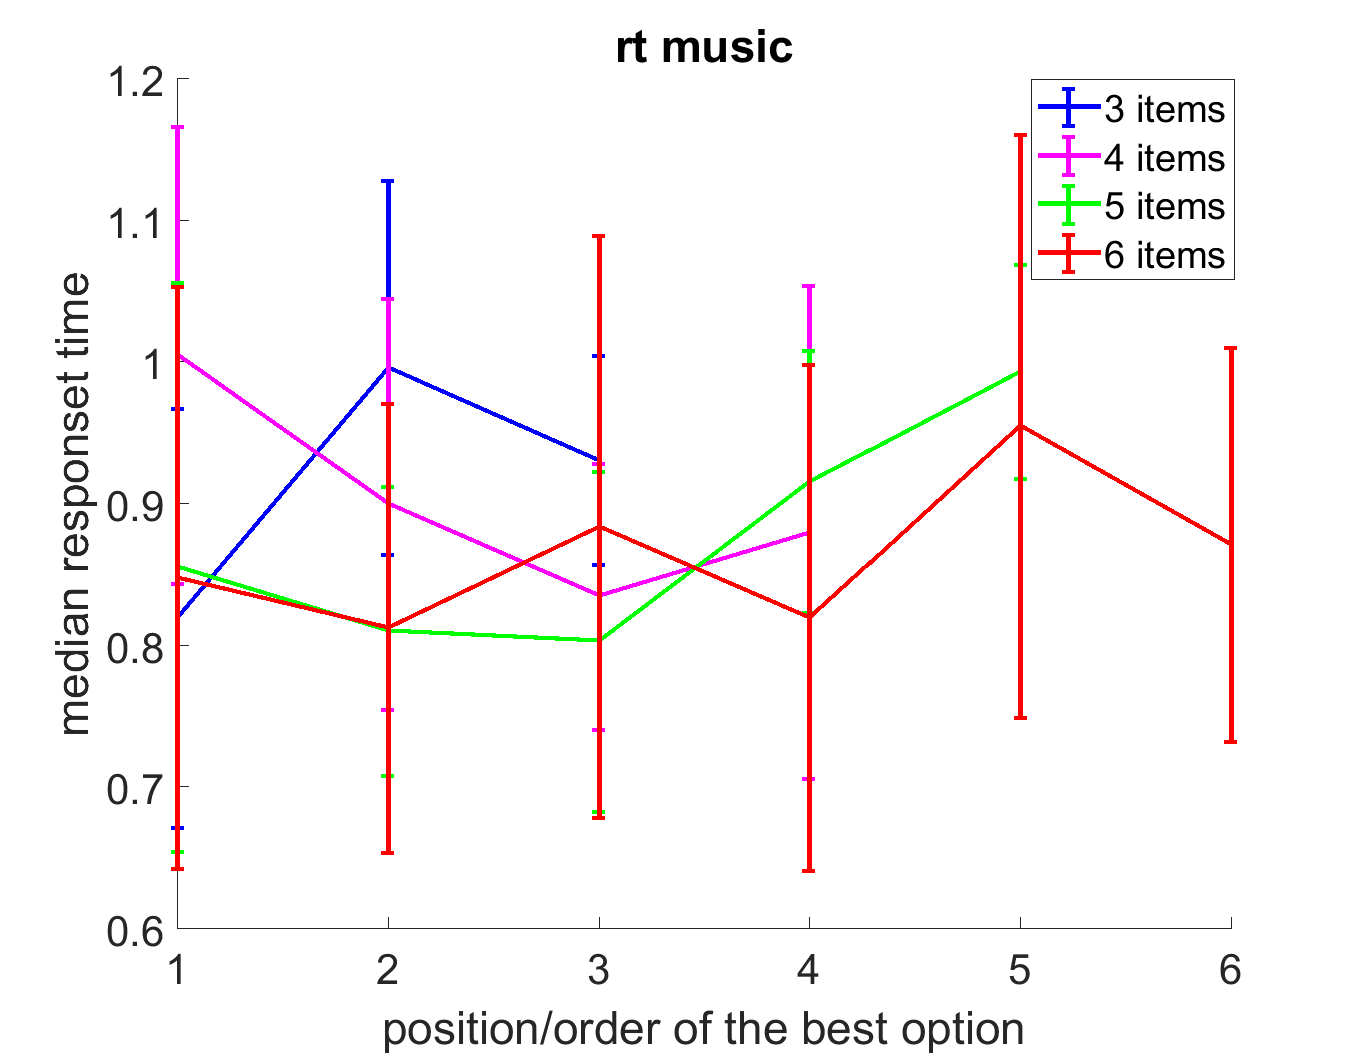 rt music
1.2
1.1
1
0.9
0.8
0.7
0.6
median responset time
3 items
4 items
5 items
6 items
1 2 3 4 5 6
position/order of the best option